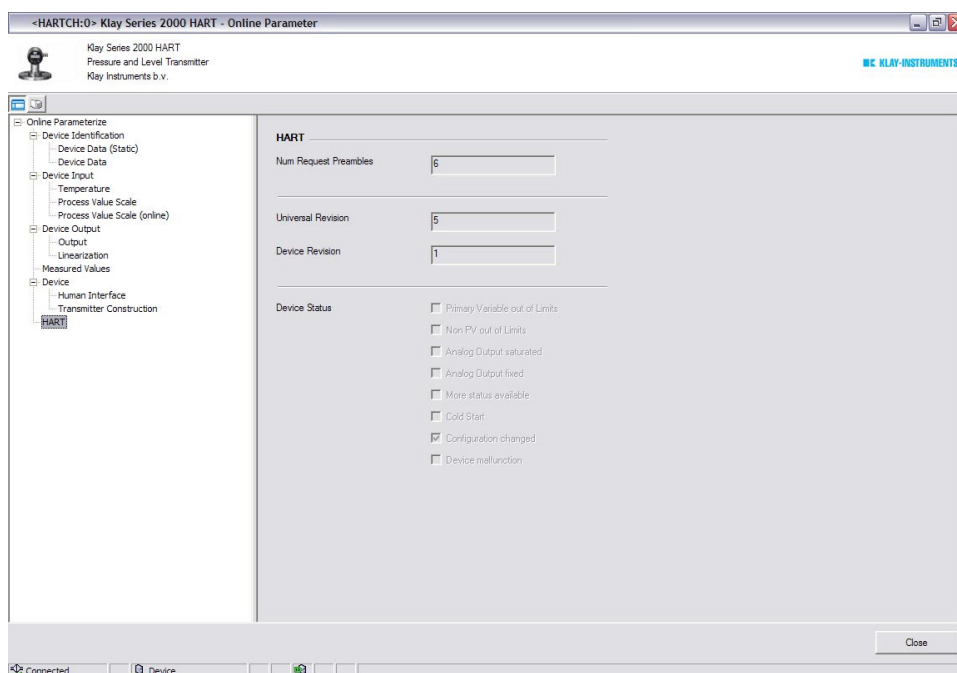 <HARTCH:0> Klay Series 2000 HART - Online Parameter
Klay Series 2000 HART
Pressure and Level Transmitter
Klay Instruments b.v.
KLAY-INSTRUMENTS
Online Parameterize
Device Identification
Device Data (Static)
Device Data
Device Input
Temperature
Process Value Scale
Process Value Scale (online)
Device Output
Output
Linearization
Measured Values
Device
Human Interface
Transmitter Construction
HART
HART
Num Request Preambles 6
Universal Revision 5
Device Revision 1
Device Status Primary Variable out of Limits
Non PV out of Limits
Analog Output saturated
Analog Output fixed
More status available
Cold Start
Configuration changed
Device malfunction
Close
Connected Device